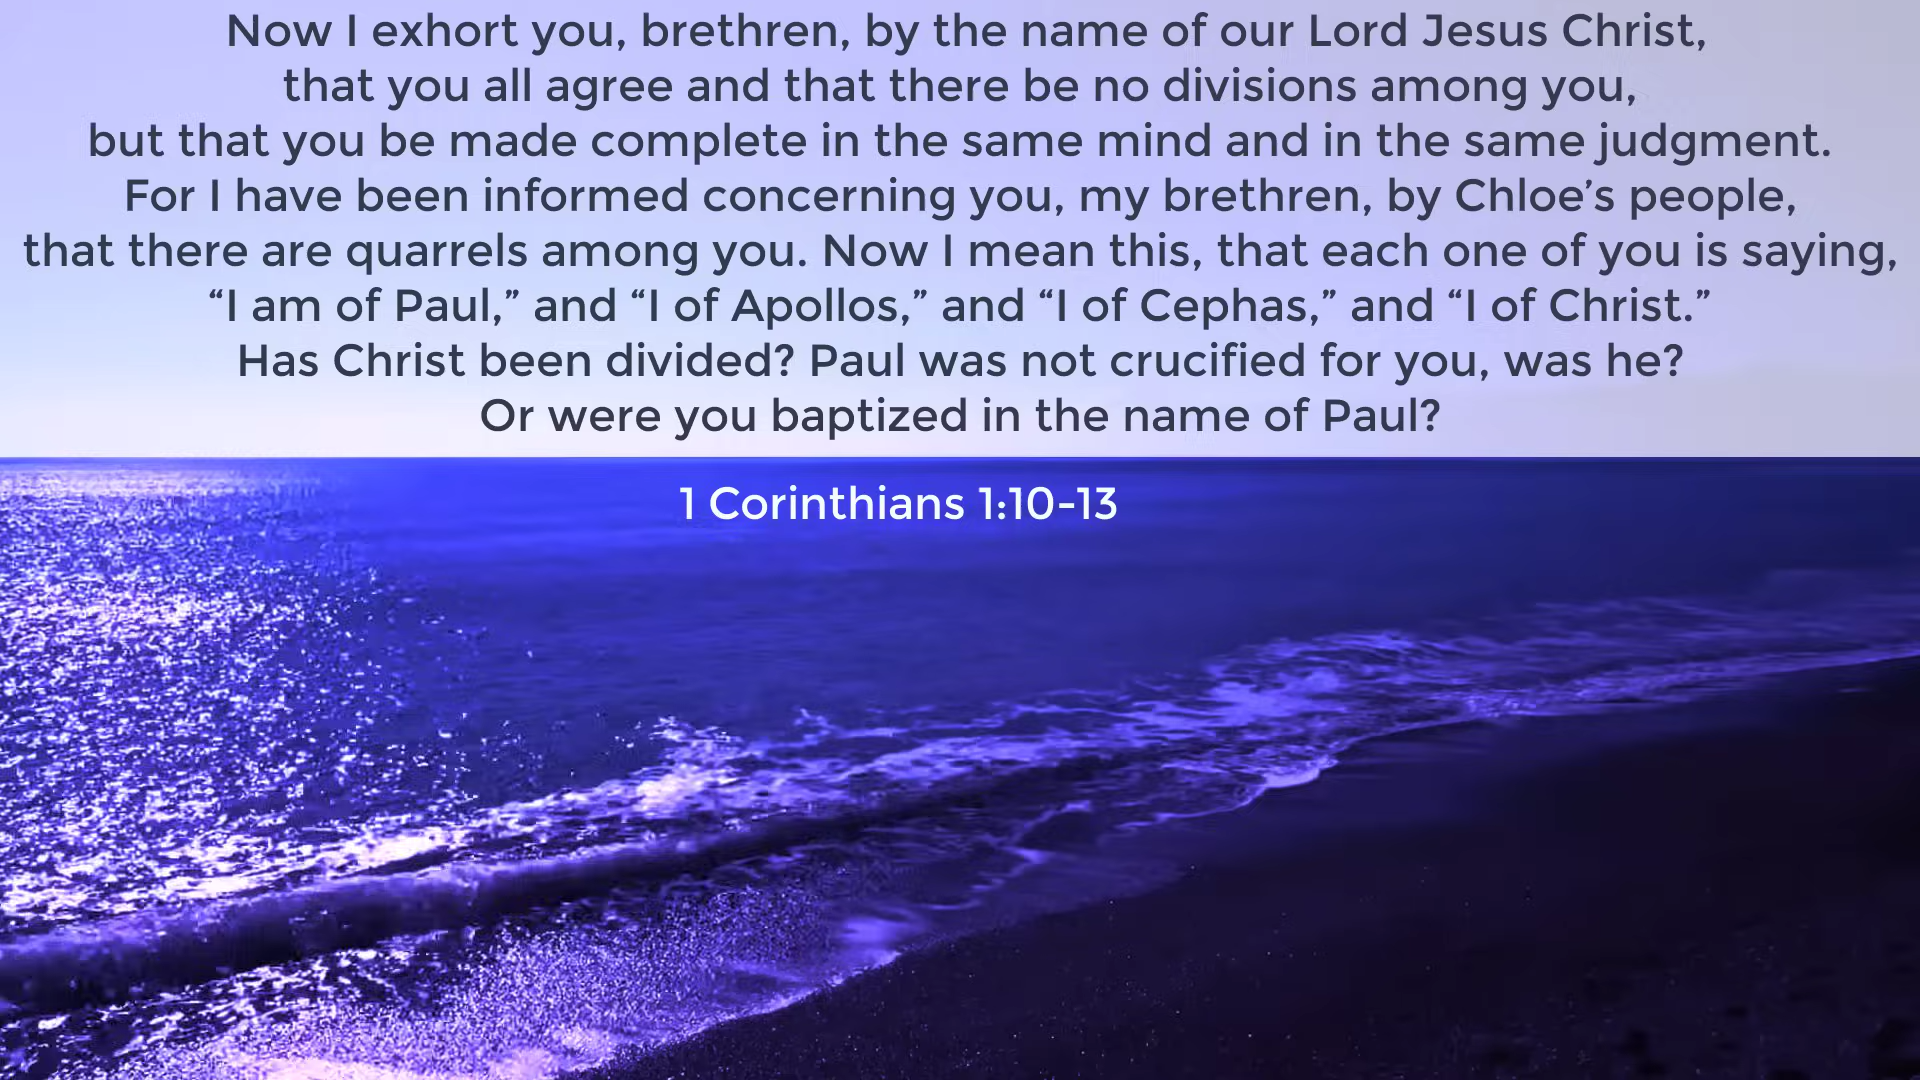 Now I exhort you, brethren, by the name of our Lord Jesus Christ,
that you all agree and that there be no divisions among you,
but that you be made complete in the same mind and in the same judgment.
For I have been informed concerning you, my brethren, by Chloe’s people,
that there are quarrels among you. Now I mean this, that each one of you is saying,
“I am of Paul,” and “I of Apollos,” and “I of Cephas,” and “I of Christ.”
Has Christ been divided? Paul was not crucified for you, was he?
Or were you baptized in the name of Paul?
1 Corinthians 1:10-13